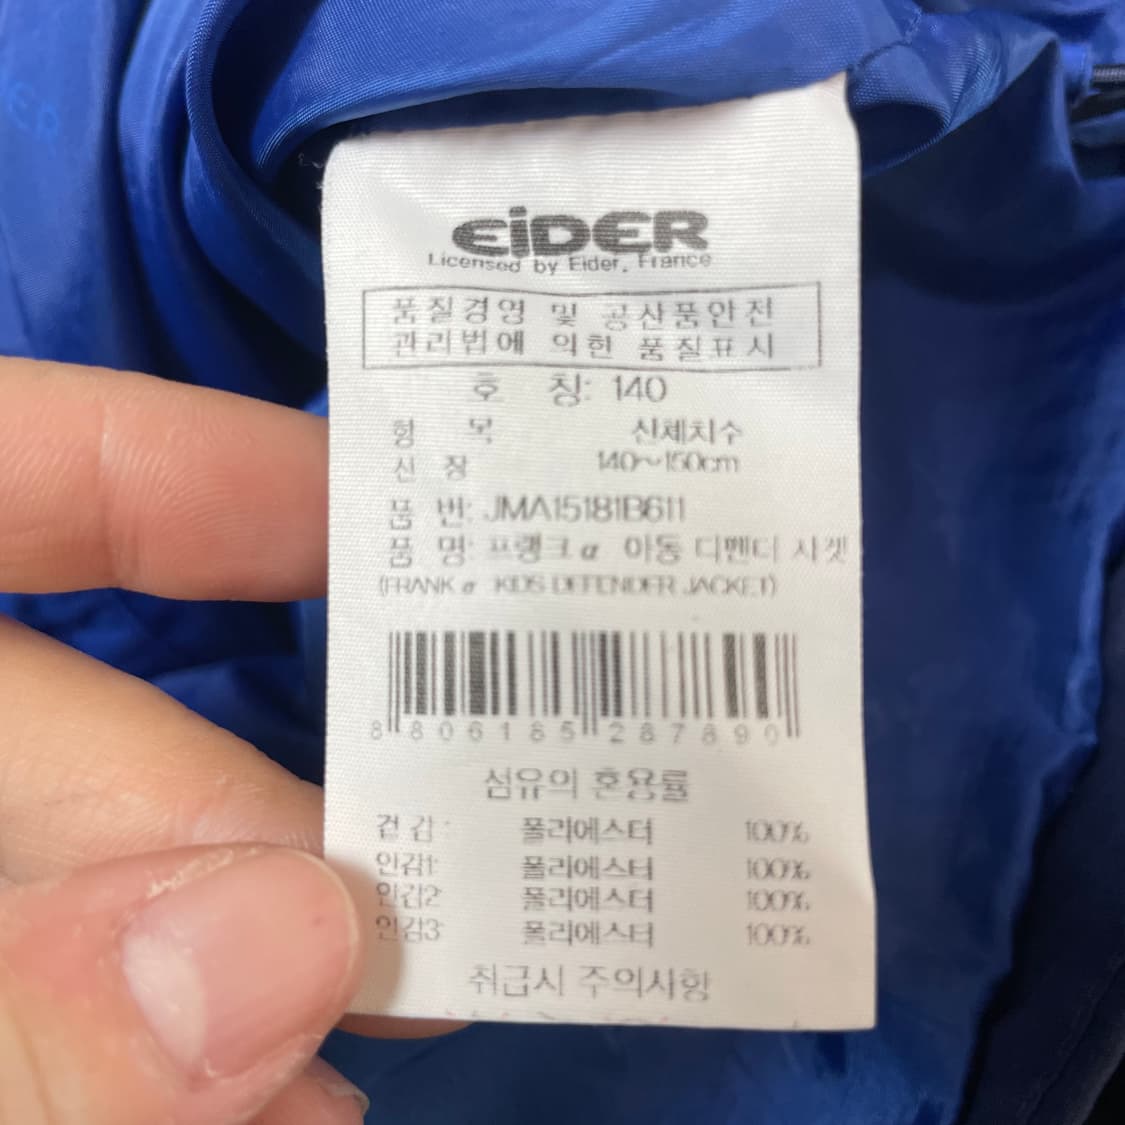 EiDER
Licensed by Eider, France
품질경영 및 공산품안전
관리법에 의한 품질표시
호 칭: 140
항 목 신체치수
신 장 140~150cm
품 번: JMA15181B611
품 명: 프랭크 α 아동 디펜더 자켓
(FRANK α KIDS DEFENDER JACKET)
8 806185 287890
섬유의 혼용률
겉감: 폴리에스터 100%
안감1: 폴리에스터 100%
안감2: 폴리에스터 100%
안감3: 폴리에스터 100%
취급시 주의사항